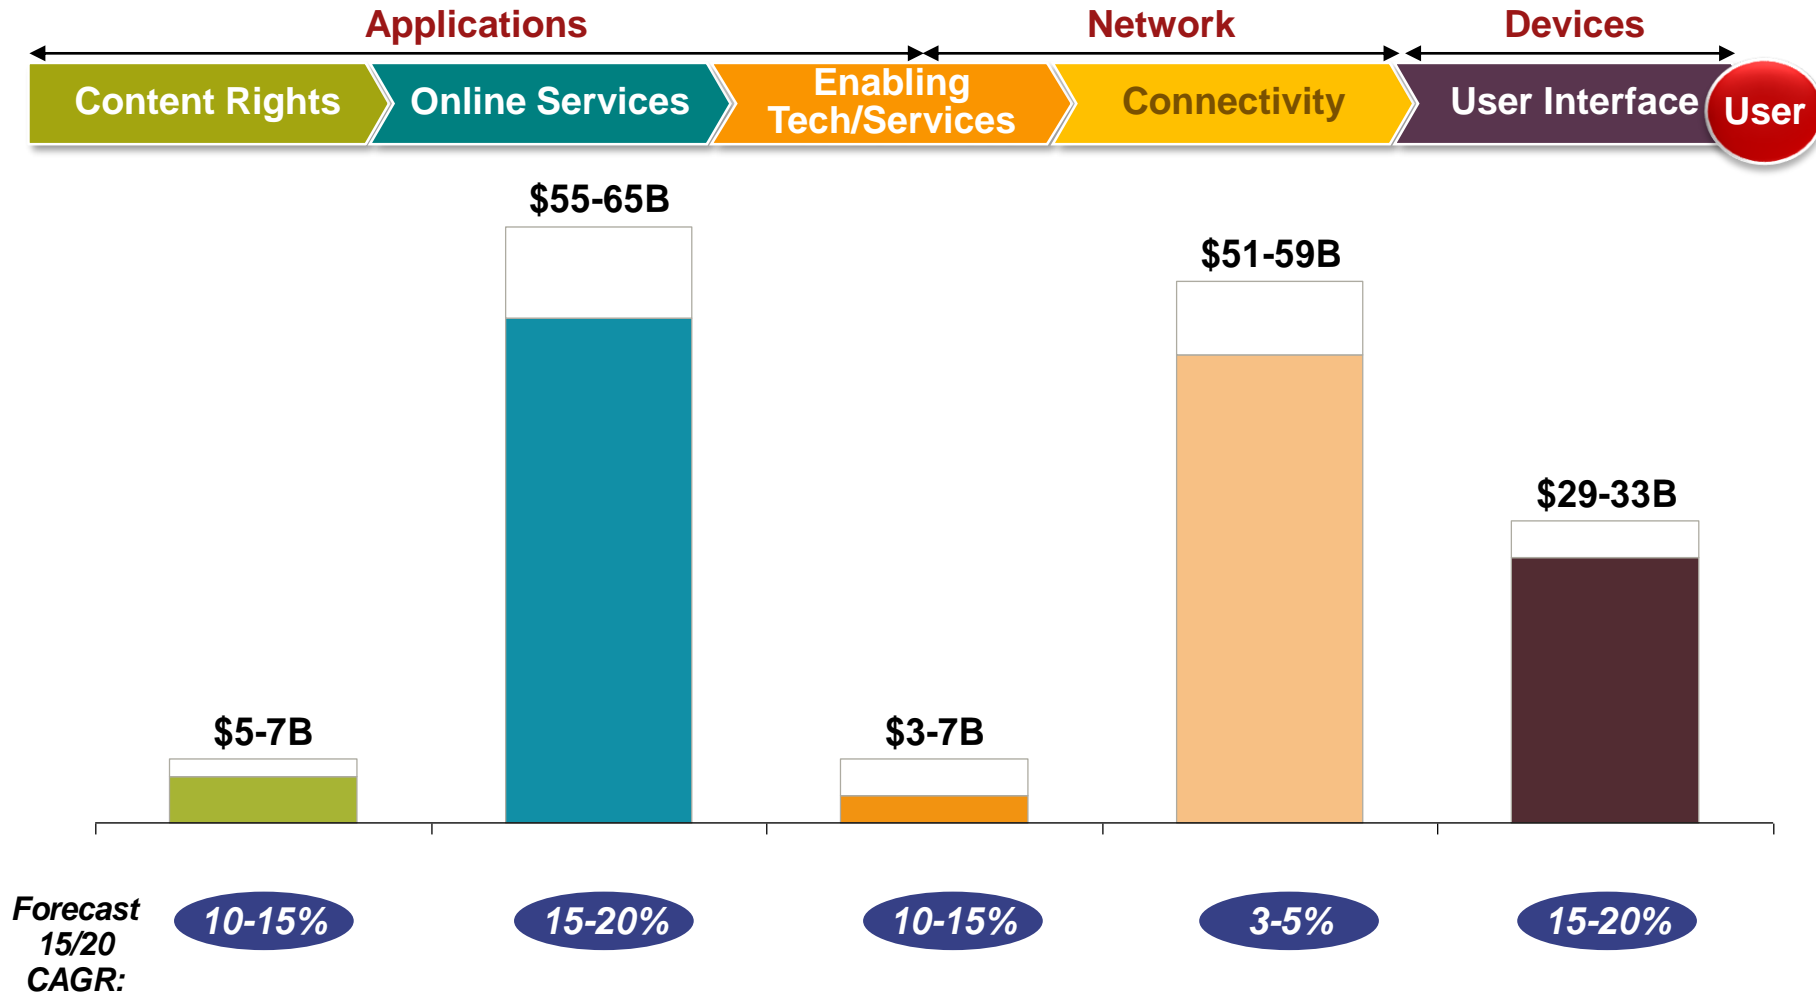 Applications
Network
Devices
Content Rights
Online Services
Enabling
Tech/Services
Connectivity
User Interface
User
$55-65B
$51-59B
$29-33B
$5-7B
$3-7B
Forecast
15/20
CAGR:
10-15%
15-20%
10-15%
3-5%
15-20%